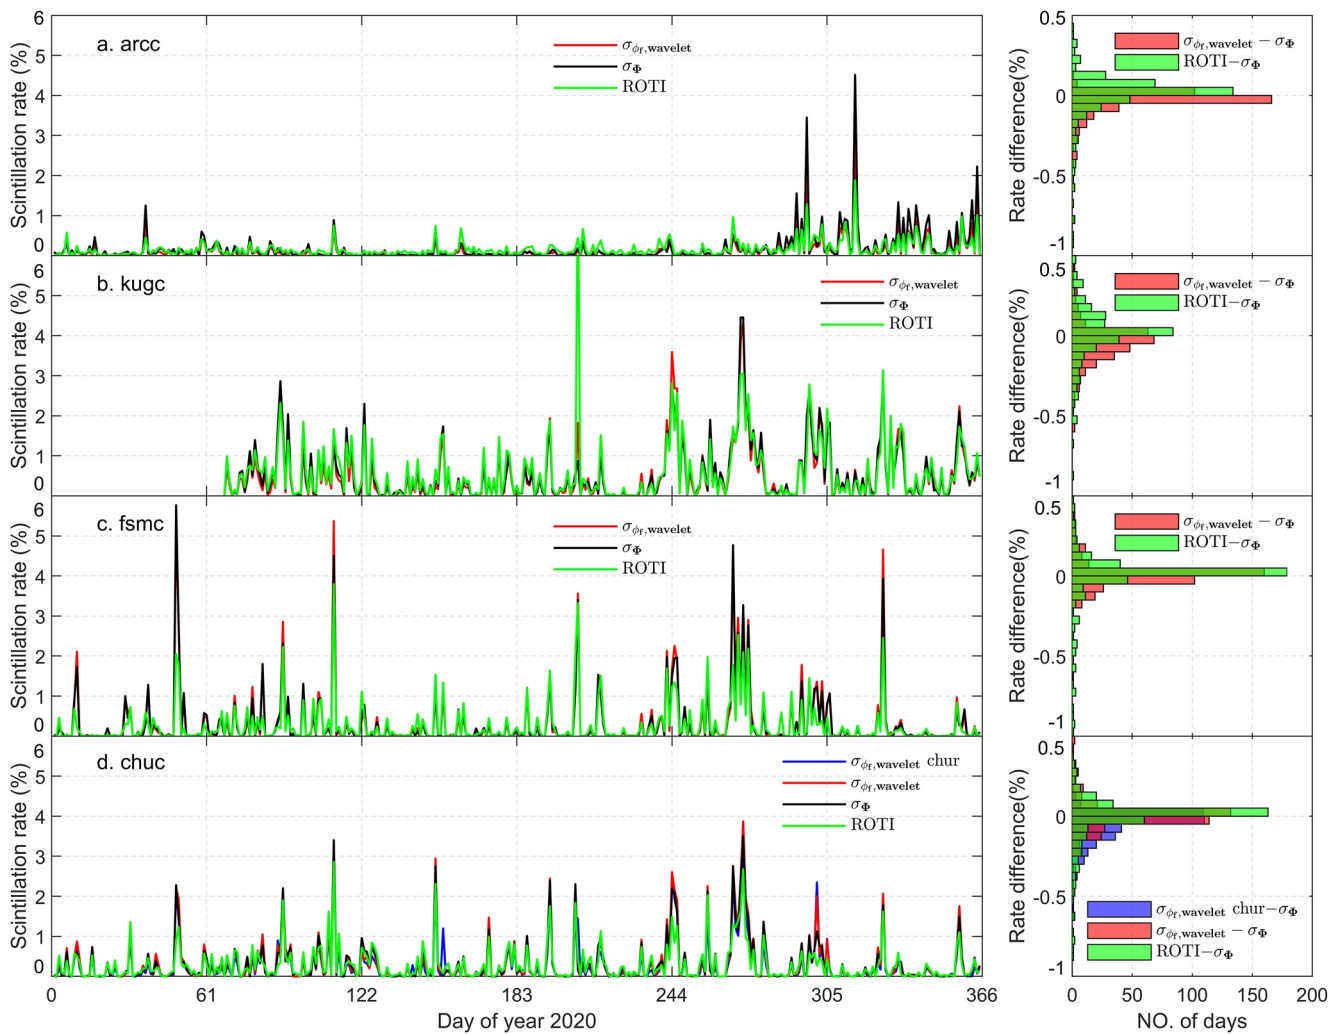 a. arcc
Scintillation rate (%)
6
5
4
3
2
1
0
σϕf,wavelet
σΦ
ROTI
Rate difference(%)
0.5
0
-0.5
-1
σϕf,wavelet − σΦ
ROTI−σΦ
b. kugc
Scintillation rate (%)
6
5
4
3
2
1
0
σϕf,wavelet
σΦ
ROTI
Rate difference(%)
0.5
0
-0.5
-1
σϕf,wavelet − σΦ
ROTI−σΦ
c. fsmc
Scintillation rate (%)
6
5
4
3
2
1
0
σϕf,wavelet
σΦ
ROTI
Rate difference(%)
0.5
0
-0.5
-1
σϕf,wavelet − σΦ
ROTI−σΦ
d. chuc
Scintillation rate (%)
6
5
4
3
2
1
0
σϕf,wavelet chur
σϕf,wavelet
σΦ
ROTI
Rate difference(%)
0.5
0
-0.5
-1
σϕf,wavelet chur−σΦ
σϕf,wavelet − σΦ
ROTI−σΦ
0 61 122 183 244 305 366
Day of year 2020
0 50 100 150 200
NO. of days